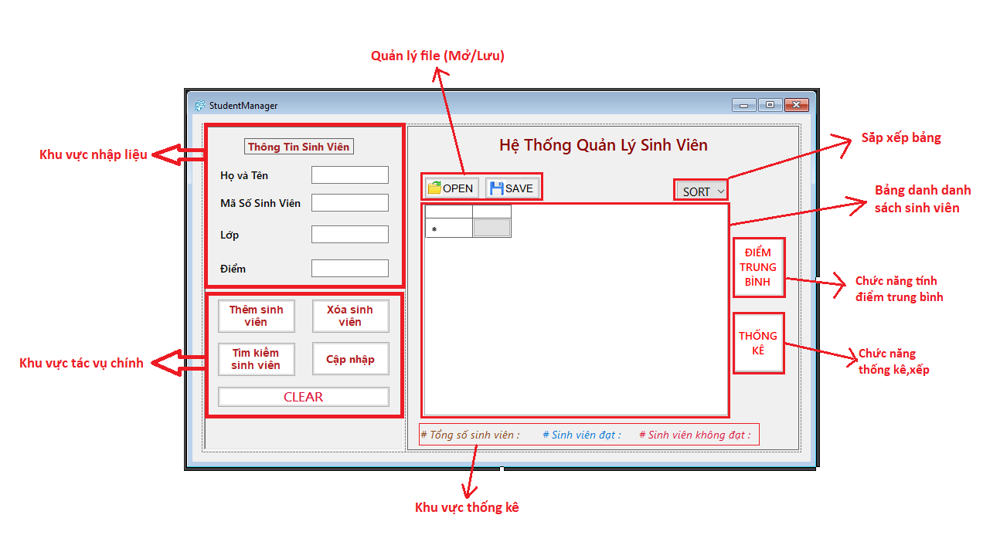 Quản lý file (Mở/Lưu)
StudentManager
Khu vực nhập liệu
Thông Tin Sinh Viên
Họ và Tên
Mã Số Sinh Viên
Lớp
Điểm
Hệ Thống Quản Lý Sinh Viên
OPEN
SAVE
SORT
Sắp xếp bảng
Bảng danh danh
sách sinh viên
ĐIỂM
TRUNG
BÌNH
Chức năng tính
điểm trung bình
Khu vực tác vụ chính
Thêm sinh
viên
Xóa sinh
viên
Tìm kiếm
sinh viên
Cập nhập
CLEAR
THỐNG
KÊ
Chức năng
thống kê,xếp
# Tổng số sinh viên :
# Sinh viên đạt :
# Sinh viên không đạt :
Khu vực thống kê